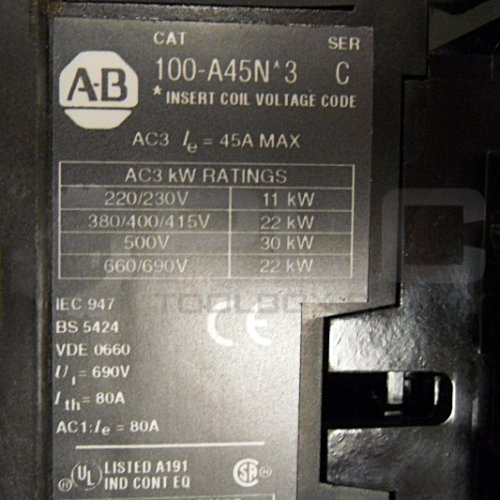 CAT SER
A-B 100-A45N*3 C
* INSERT COIL VOLTAGE CODE
AC3 Ie = 45A MAX
AC3 kW RATINGS
220/230V 11 kW
380/400/415V 22 kW
500V 30 kW
660/690V 22 kW
IEC 947
BS 5424
VDE 0660
Ui = 690V
Ith = 80A
AC1:Ie = 80A
CE
UL LISTED A191
IND CONT EQ